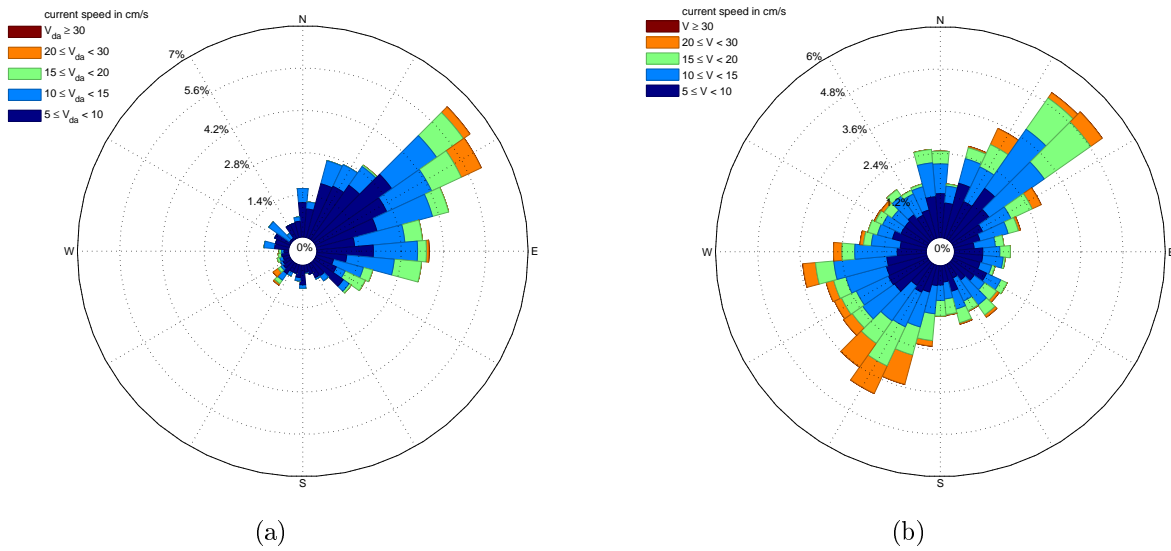 current speed in cm/s
V_da ≥ 30
20 ≤ V_da < 30
15 ≤ V_da < 20
10 ≤ V_da < 15
5 ≤ V_da < 10
N
7%
5.6%
4.2%
2.8%
1.4%
0%
W
E
S
(a)
current speed in cm/s
V ≥ 30
20 ≤ V < 30
15 ≤ V < 20
10 ≤ V < 15
5 ≤ V < 10
N
6%
4.8%
3.6%
2.4%
1.2%
0%
W
E
S
(b)